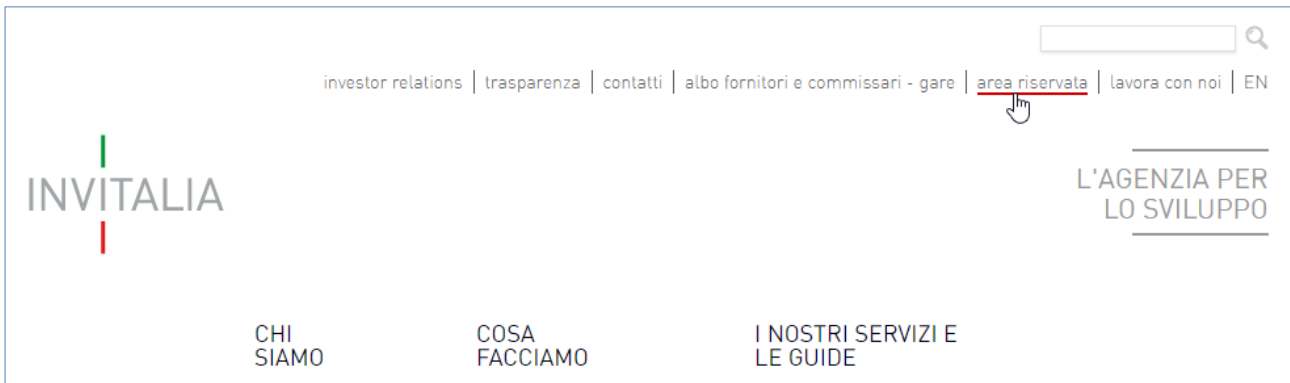 investor relations | trasparenza | contatti | albo fornitori e commissari - gare | area riservata | lavora con noi | EN
INVITALIA
L'AGENZIA PER
LO SVILUPPO
CHI
SIAMO
COSA
FACCIAMO
I NOSTRI SERVIZI E
LE GUIDE